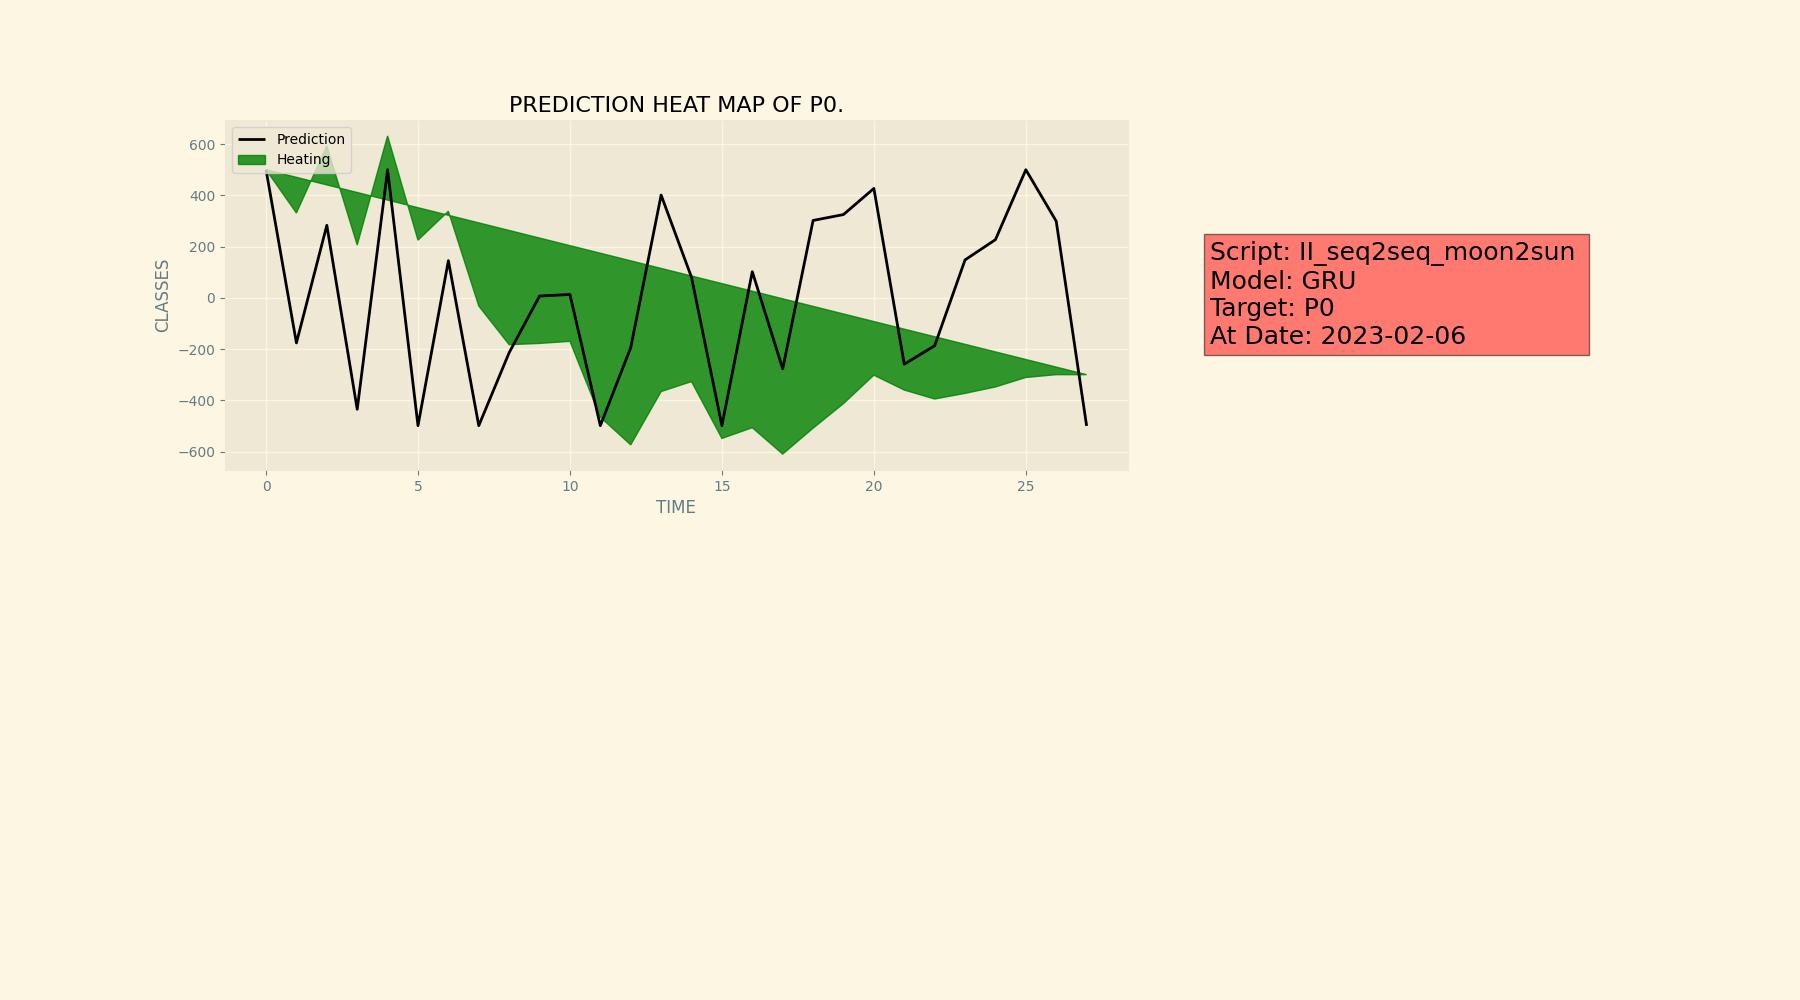 PREDICTION HEAT MAP OF P0.
Prediction
Heating
600
400
200
0
−200
−400
−600
CLASSES
0 5 10 15 20 25
TIME
Script: II_seq2seq_moon2sun
Model: GRU
Target: P0
At Date: 2023-02-06